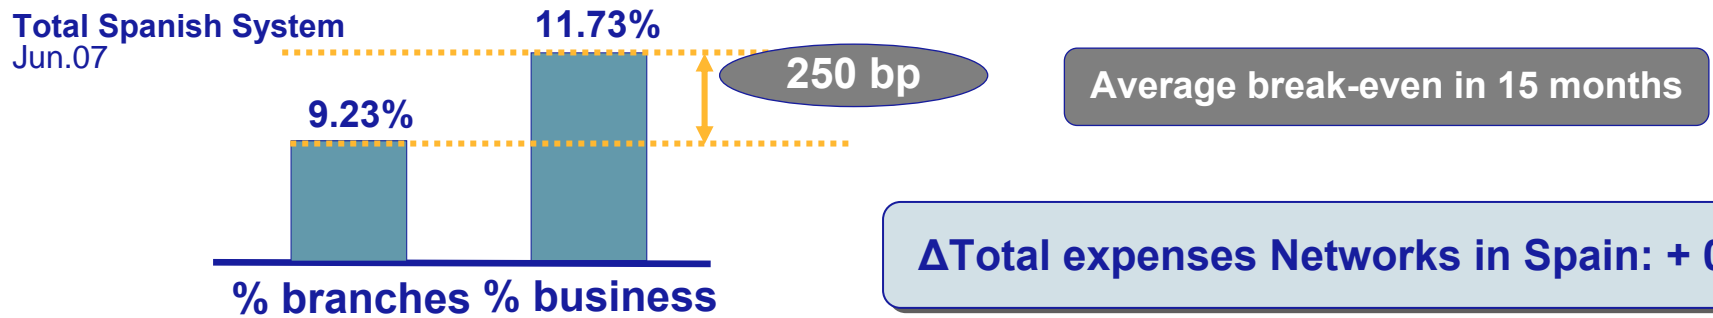 Total Spanish System
Jun.07
11.73%
9.23%
250 bp
Average break-even in 15 months
ΔTotal expenses Networks in Spain: +
% branches % business